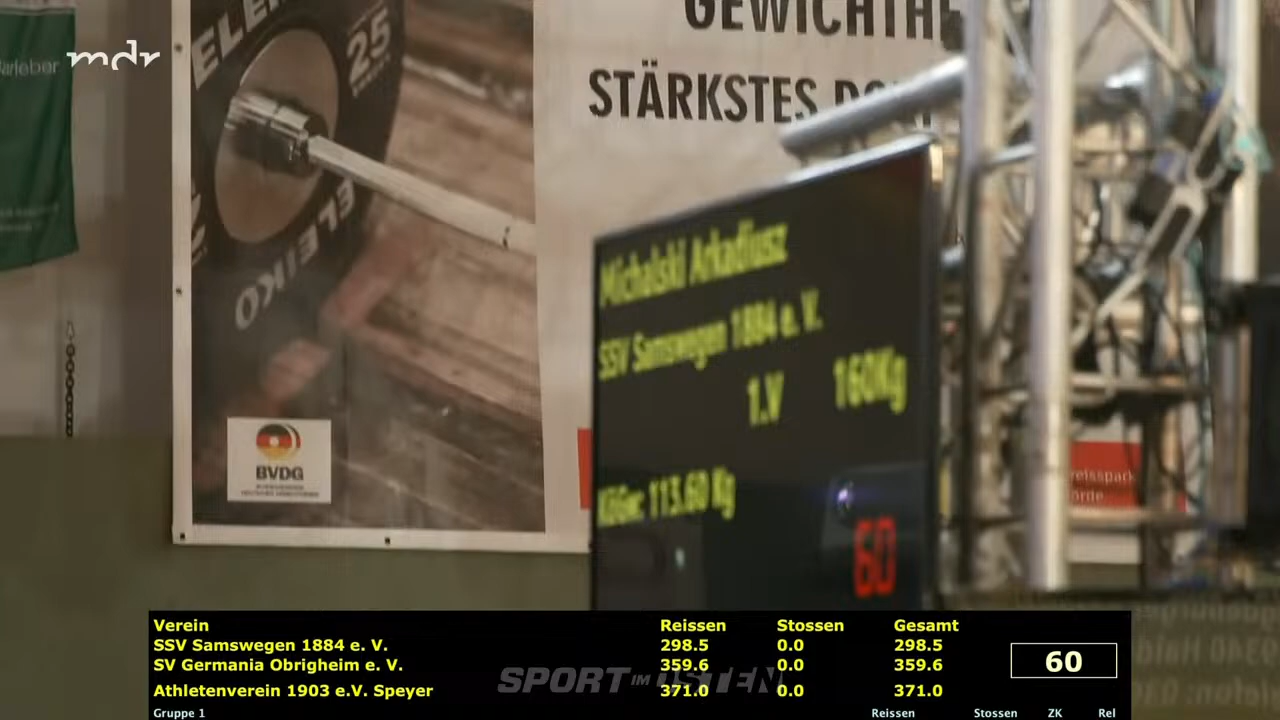 mdr
25
ELEIKO
GEWICHTHE
STÄRKSTES
BVDG
Michalski Arkadiusz
SSV Samswegen 1884 e. V.
1.V 160Kg
KöGe: 113.60 Kg
60
Verein Reissen Stossen Gesamt
SSV Samswegen 1884 e. V. 298.5 0.0 298.5
SV Germania Obrigheim e. V. 359.6 0.0 359.6
60
Athletenverein 1903 e.V. Speyer 371.0 0.0 371.0
SPORT IM OSTEN
Gruppe 1 Reissen Stossen ZK Rel